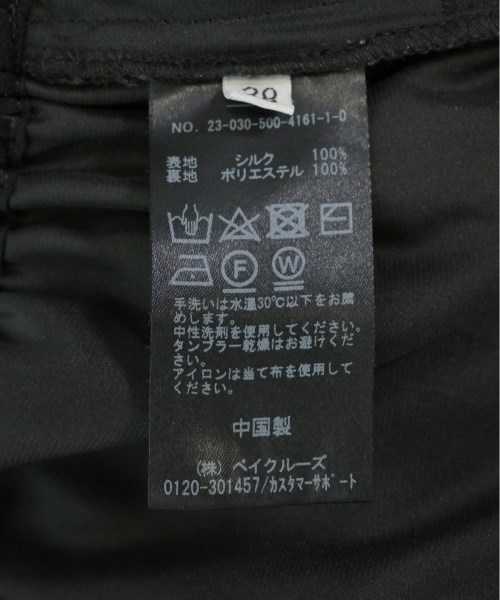 38
NO. 23-030-500-4161-1-0
表地 シルク 100%
裏地 ポリエステル 100%
F W
手洗いは水温30℃以下をお薦
めします。
中性洗剤を使用してください。
タンブラー乾燥はお避けくだ
さい。
アイロンは当て布を使用して
ください。
中国製
(株) ベイクルーズ
0120-301457/カスタマーサポート